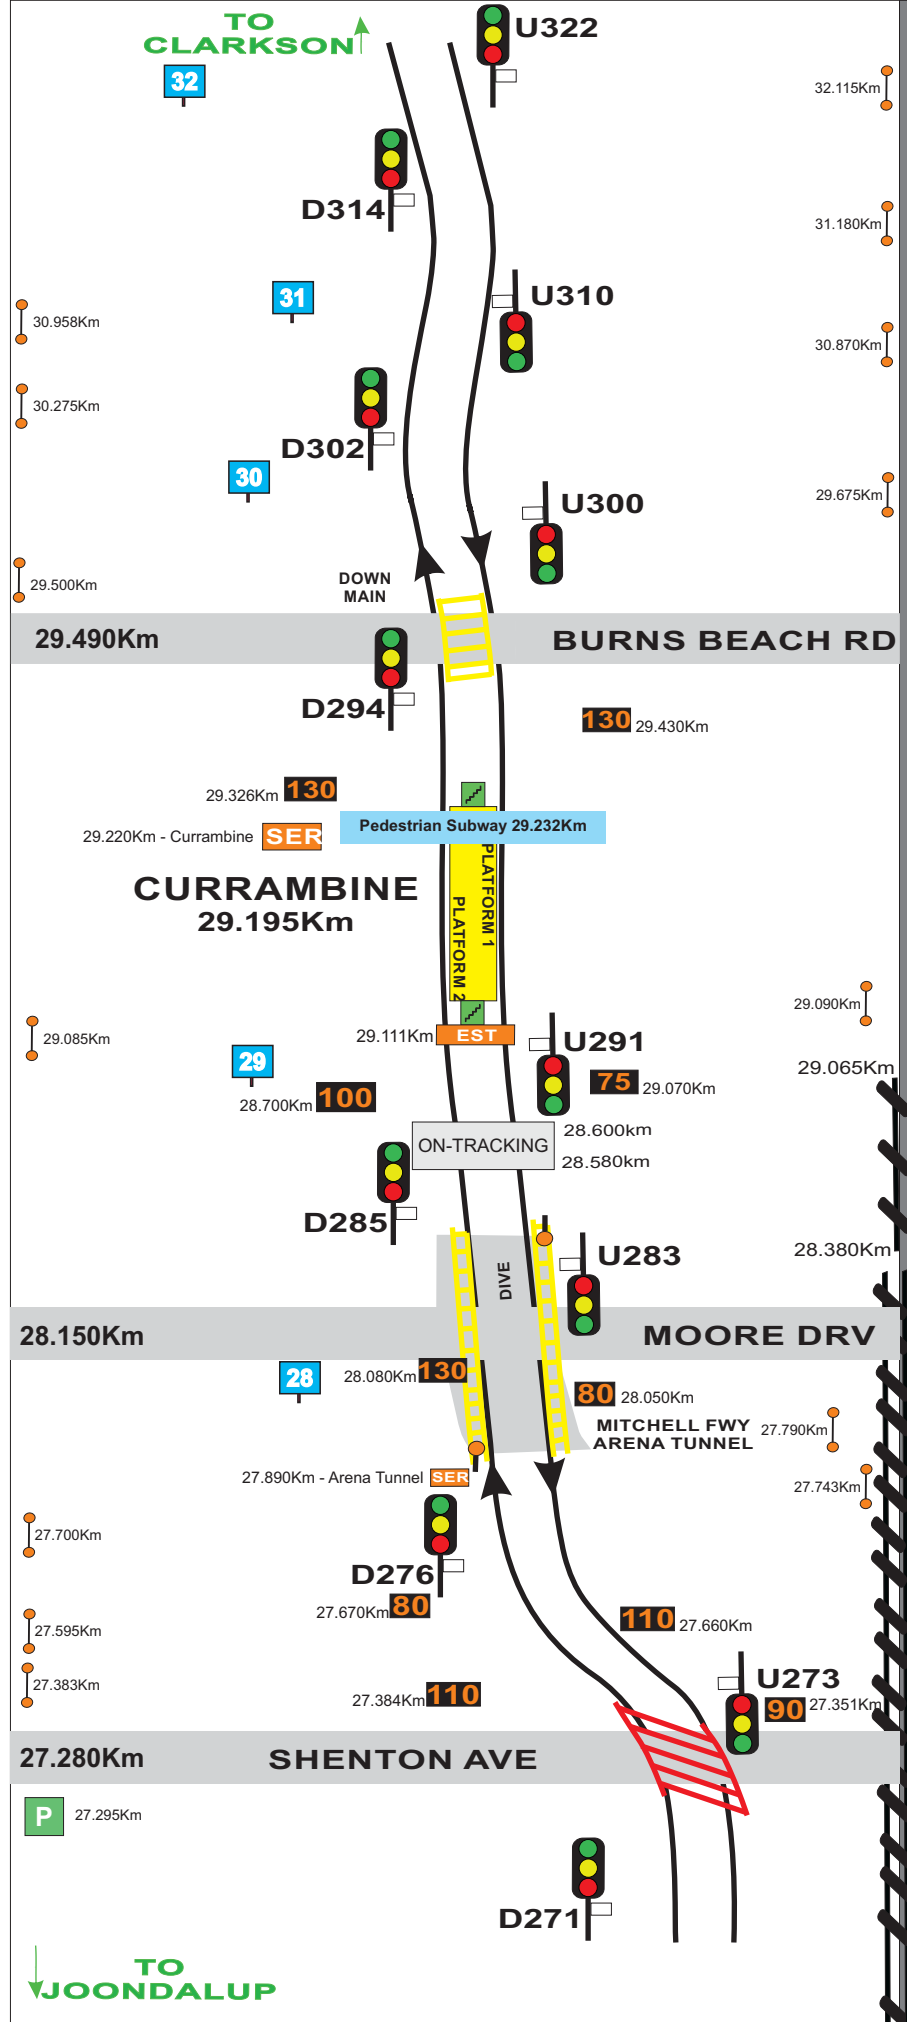 TO
CLARKSON
U322
32
32.115Km
D314
31.180Km
31
U310
30.958Km
30.870Km
30.275Km
D302
30
29.675Km
U300
29.500Km
DOWN
MAIN
29.490Km
BURNS BEACH RD
D294
130 29.430Km
29.326Km 130
Pedestrian Subway 29.232Km
29.220Km - Currambine SER
PLATFORM 1
PLATFORM 2
CURRAMBINE
29.195Km
29.090Km
29.085Km
29.111Km EST
U291
29
29.065Km
75 29.070Km
28.700Km 100
28.600km
ON-TRACKING
28.580km
D285
28.380Km
U283
DIVE
28.150Km
MOORE DRV
28.080Km 130
28
80 28.050Km
MITCHELL FWY
ARENA TUNNEL
27.790Km
27.890Km - Arena Tunnel SER
27.743Km
27.700Km
D276
27.670Km 80
110 27.660Km
27.595Km
27.383Km
27.384Km 110
U273
90 27.351Km
27.280Km
SHENTON AVE
P
27.295Km
D271
TO
JOONDALUP